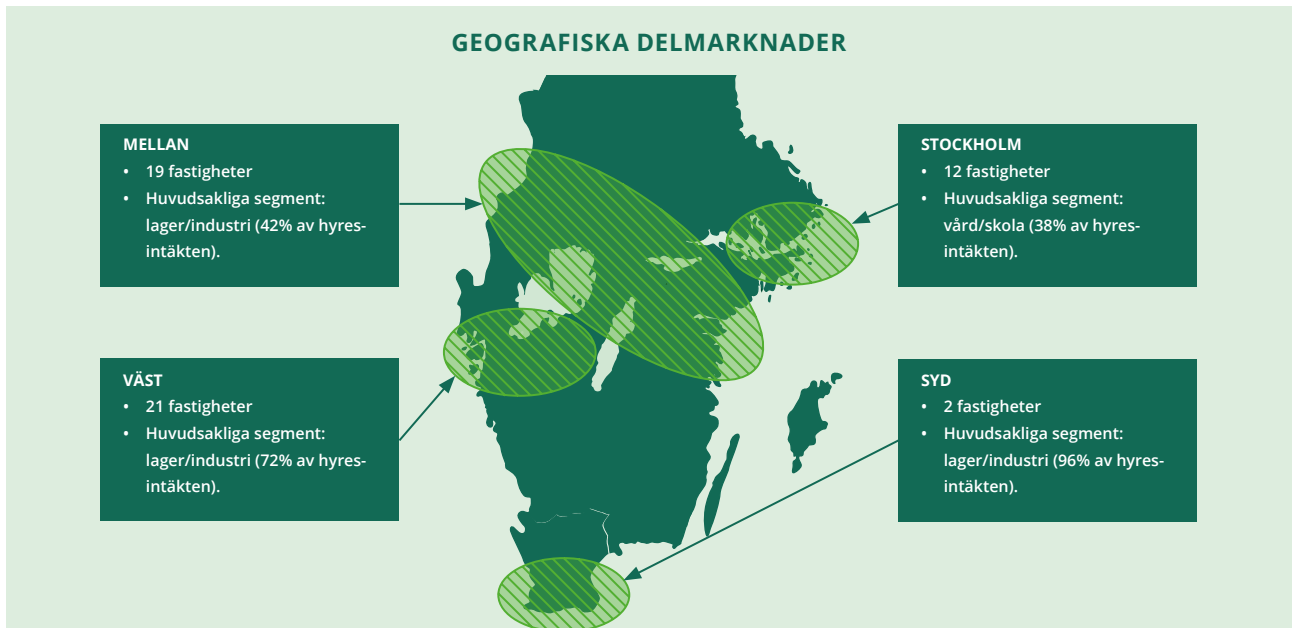 GEOGRAFISKA DELMARKNADER
MELLAN
• 19 fastigheter
• Huvudsakliga segment:
lager/industri (42% av hyres-
intäkten).
STOCKHOLM
• 12 fastigheter
• Huvudsakliga segment:
vård/skola (38% av hyres-
intäkten).
VÄST
• 21 fastigheter
• Huvudsakliga segment:
lager/industri (72% av hyres-
intäkten).
SYD
• 2 fastigheter
• Huvudsakliga segment:
lager/industri (96% av hyres-
intäkten).